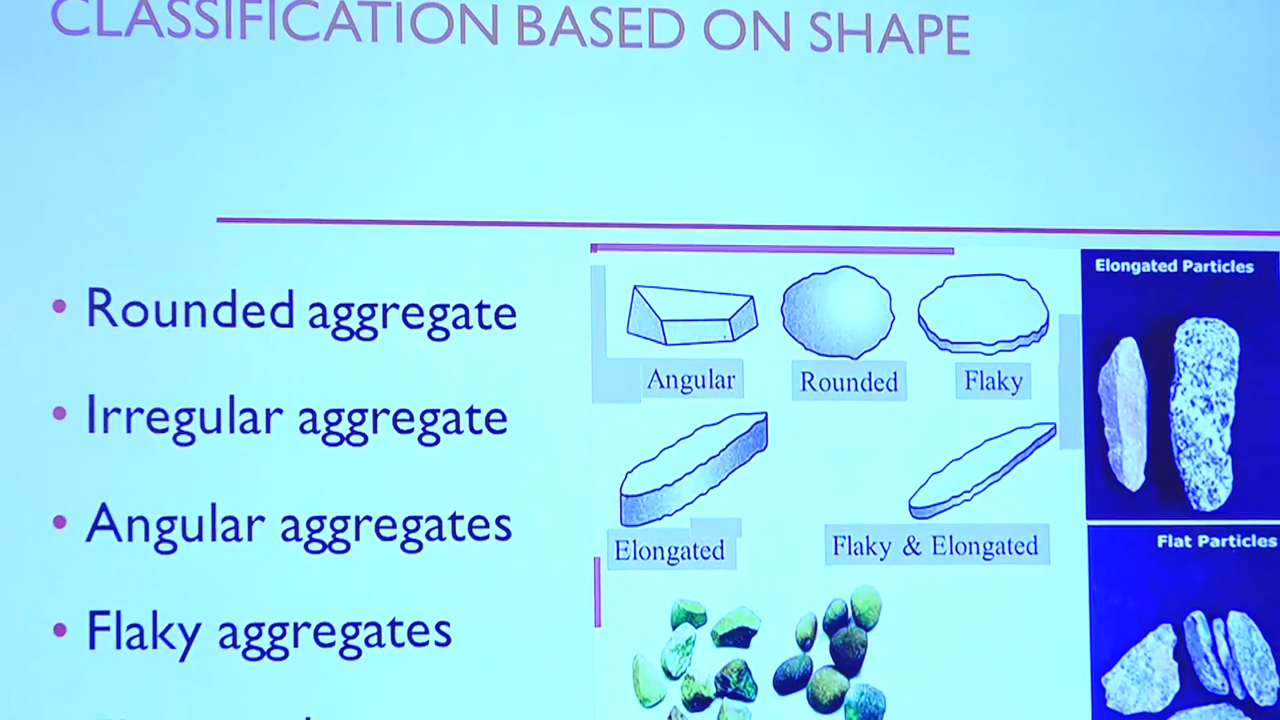 CLASSIFICATION BASED ON SHAPE
• Rounded aggregate
• Irregular aggregate
• Angular aggregates
• Flaky aggregates
Angular
Rounded
Flaky
Elongated
Flaky & Elongated
Elongated Particles
Flat Particles